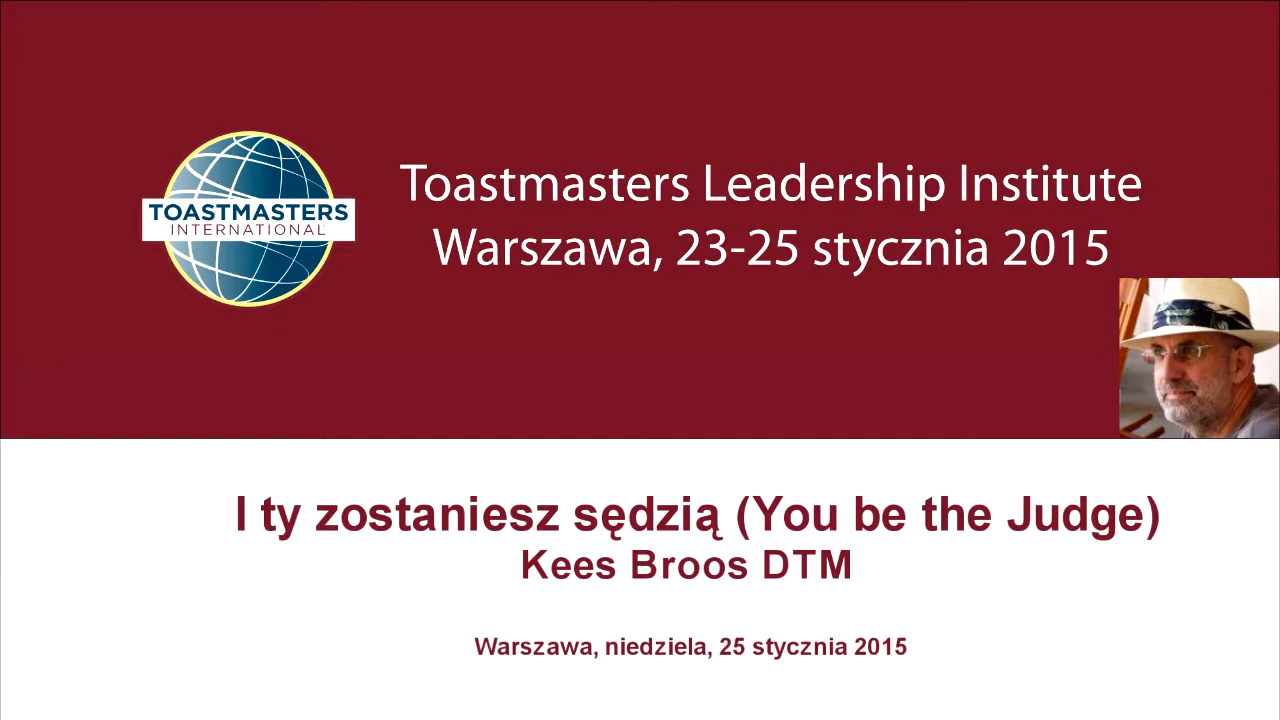 TOASTMASTERS
INTERNATIONAL
Toastmasters Leadership Institute
Warszawa, 23-25 stycznia 2015
I ty zostaniesz sędzią (You be the Judge)
Kees Broos DTM
Warszawa, niedziela, 25 stycznia 2015